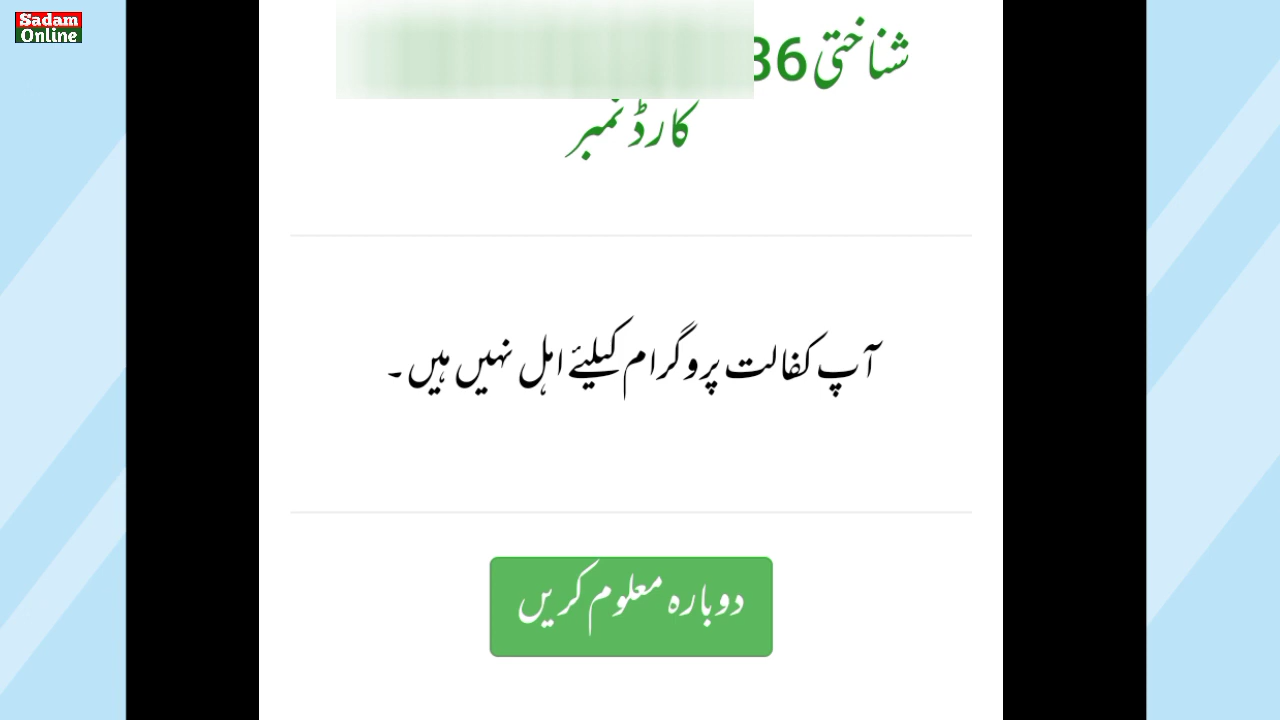 Sadam
Online
شناختی 36
کارڈ نمبر
آپ کفالت پروگرام کیلیئے اہل نہیں ہیں۔
دوبارہ معلوم کریں